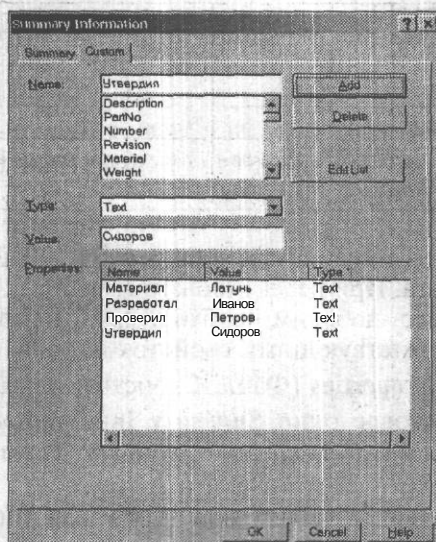 Summary Information
Summary Custom
Name: Утвердил Add
Description
PartNo
Number
Revision
Material
Weight
Delete
Edit List
Type: Text
Value: Сидоров
Properties:
Name Value Type
Материал Латунь Text
Разработал Иванов Text
Проверил Петров Tex!
Утвердил Сидоров Text
OK Cancel Help